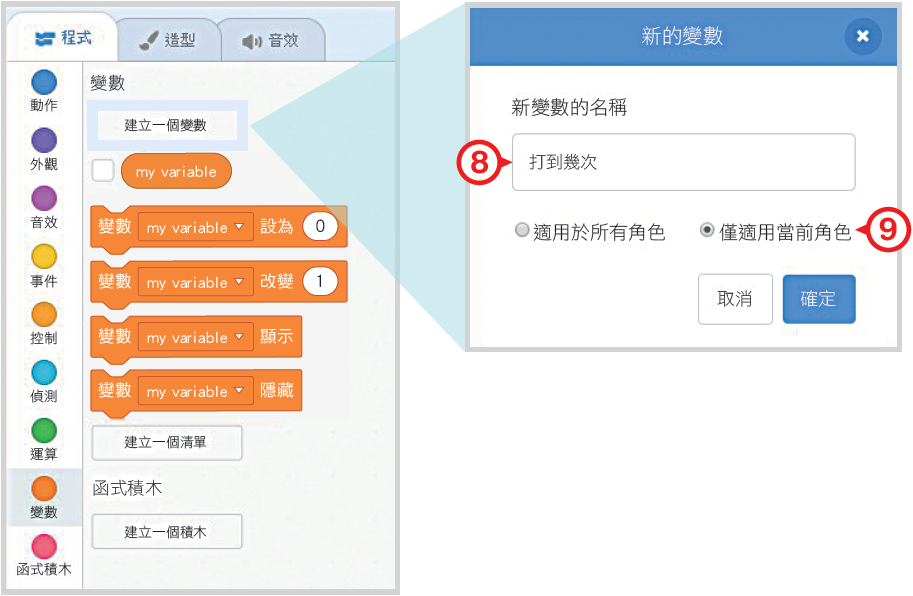 程式
造型
音效
動作
外觀
音效
事件
控制
偵測
運算
變數
函式積木
變數
建立一個變數
my variable
變數 my variable 設為 0
變數 my variable 改變 1
變數 my variable 顯示
變數 my variable 隱藏
建立一個清單
函式積木
建立一個積木
新的變數
新變數的名稱
8 打到幾次
適用於所有角色 僅適用當前角色 9
取消 確定